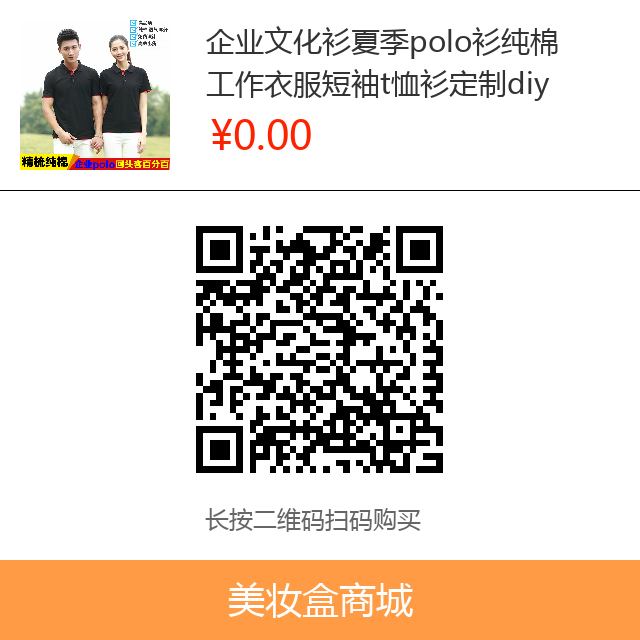 企业文化衫夏季polo衫纯棉
工作衣服短袖t恤衫定制diy
¥0.00
精梳纯棉
企业polo回头客百分百
长按二维码扫码购买
美妆盒商城